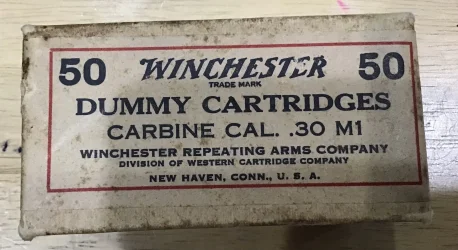 50 WINCHESTER 50
TRADE MARK
DUMMY CARTRIDGES
CARBINE CAL. .30 M1
WINCHESTER REPEATING ARMS COMPANY
DIVISION OF WESTERN CARTRIDGE COMPANY
NEW HAVEN, CONN., U. S. A.